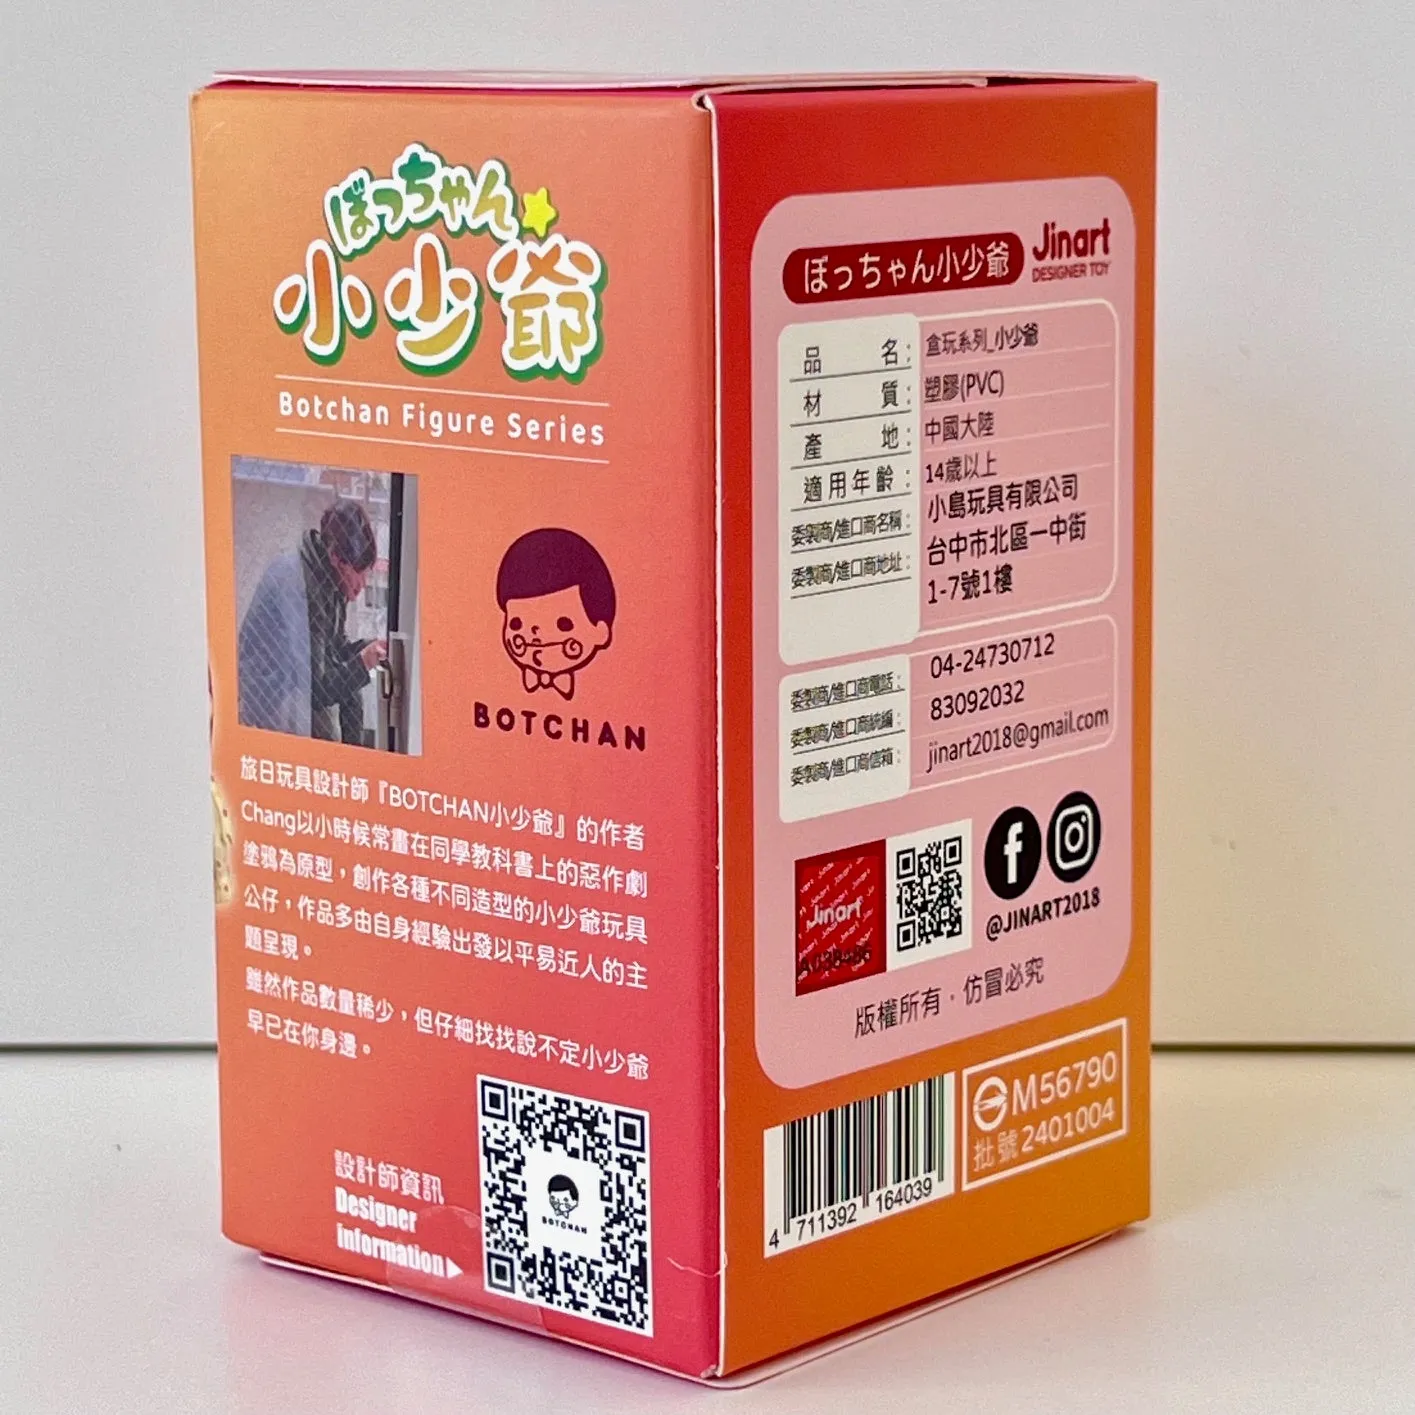 ぼっちゃん
小少爺
Botchan Figure Series
BOTCHAN
旅日玩具設計師『BOTCHAN小少爺』的作者
Chang以小時候常畫在同學教科書上的惡作劇
塗鴉為原型，創作各種不同造型的小少爺玩具
公仔，作品多由自身經驗出發以平易近人的主
題呈現。
雖然作品數量稀少，但仔細找找說不定小少爺
早已在你身邊。
設計師資訊
Designer
information
BOTCHAN
ぼっちゃん小少爺
Jinart
DESIGNER TOY
品名：盒玩系列_小少爺
材質：塑膠(PVC)
產地：中國大陸
適用年齡：14歲以上
委製商/進口商名稱：小島玩具有限公司
委製商/進口商地址：台中市北區一中街
1-7號1樓
委製商/進口商電話：04-24730712
委製商/進口商統編：83092032
委製商/進口商信箱：jinart2018@gmail.com
Jinart
A038486
@JINART2018
版權所有．仿冒必究
M56790
批號2401004
4 711392 164039